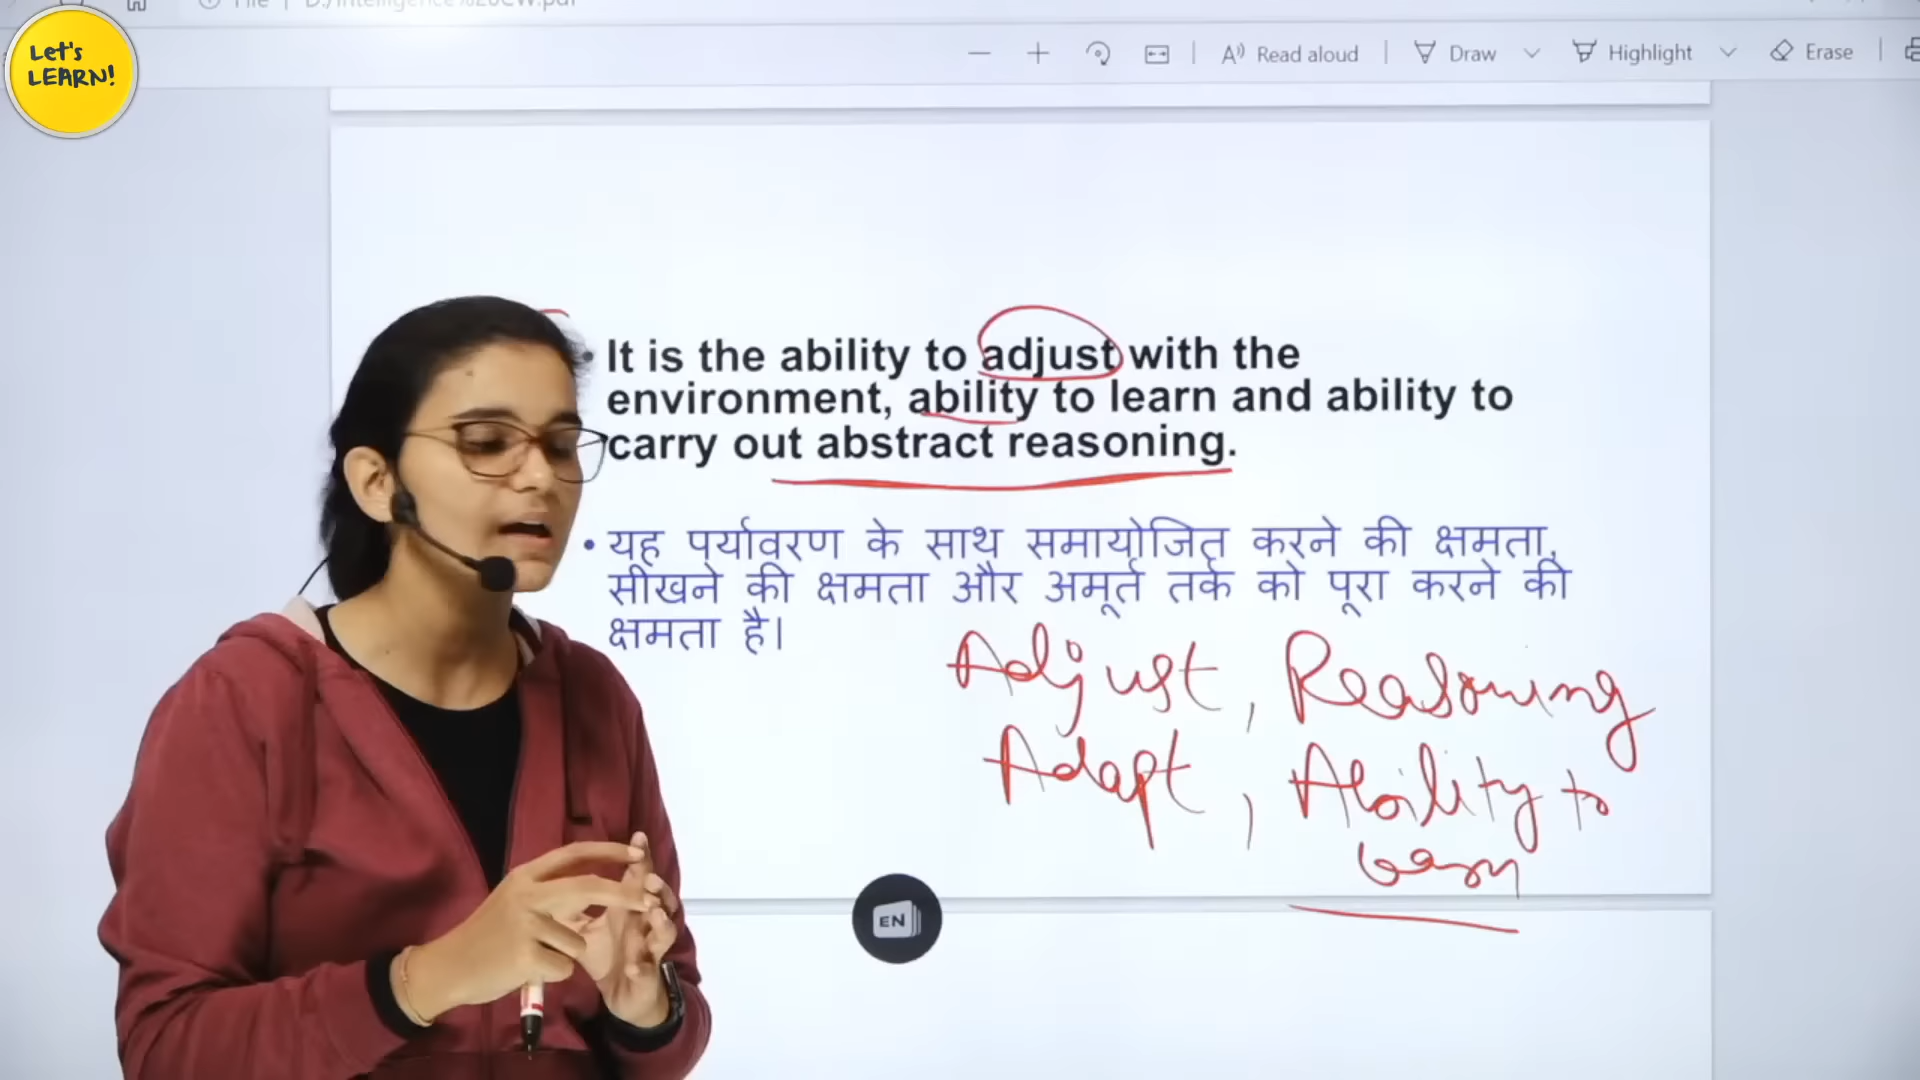 Let's
LEARN!
Read aloud
Draw
Highlight
Erase
• It is the ability to adjust with the
environment, ability to learn and ability to
carry out abstract reasoning.
• यह पर्यावरण के साथ समायोजित करने की क्षमता,
सीखने की क्षमता और अमूर्त तर्क को पूरा करने की
क्षमता है।
Adjust, Reasoning
Adapt, Ability to
learn
EN